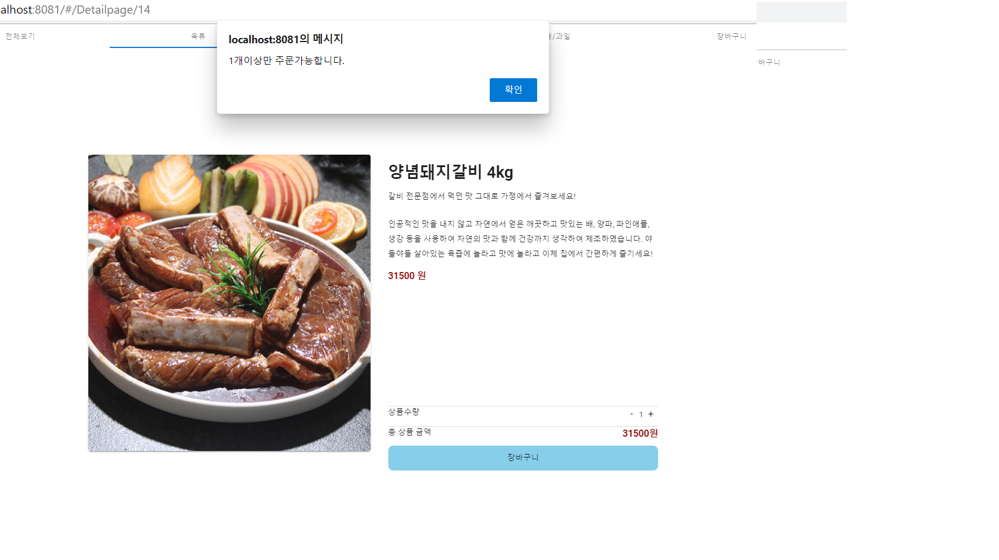 alhost:8081/#/Detailpage/14
전체보기
육류
/과일
장바구니
바구니
localhost:8081의 메시지
1개이상만 주문가능합니다.
확인
양념돼지갈비 4kg
갈비 전문점에서 먹던 맛 그대로 가정에서 즐겨보세요!
인공적인 맛을 내지 않고 자연에서 얻은 깨끗하고 맛있는 배, 양파, 파인애플,
생강 등을 사용하여 자연의 맛과 함께 건강까지 생각하여 제조하였습니다. 야
들야들 살아있는 육즙에 놀라고 맛에 놀라고 이제 집에서 간편하게 즐기세요!
31500 원
상품수량
- 1 +
총 상품 금액
31500원
장바구니